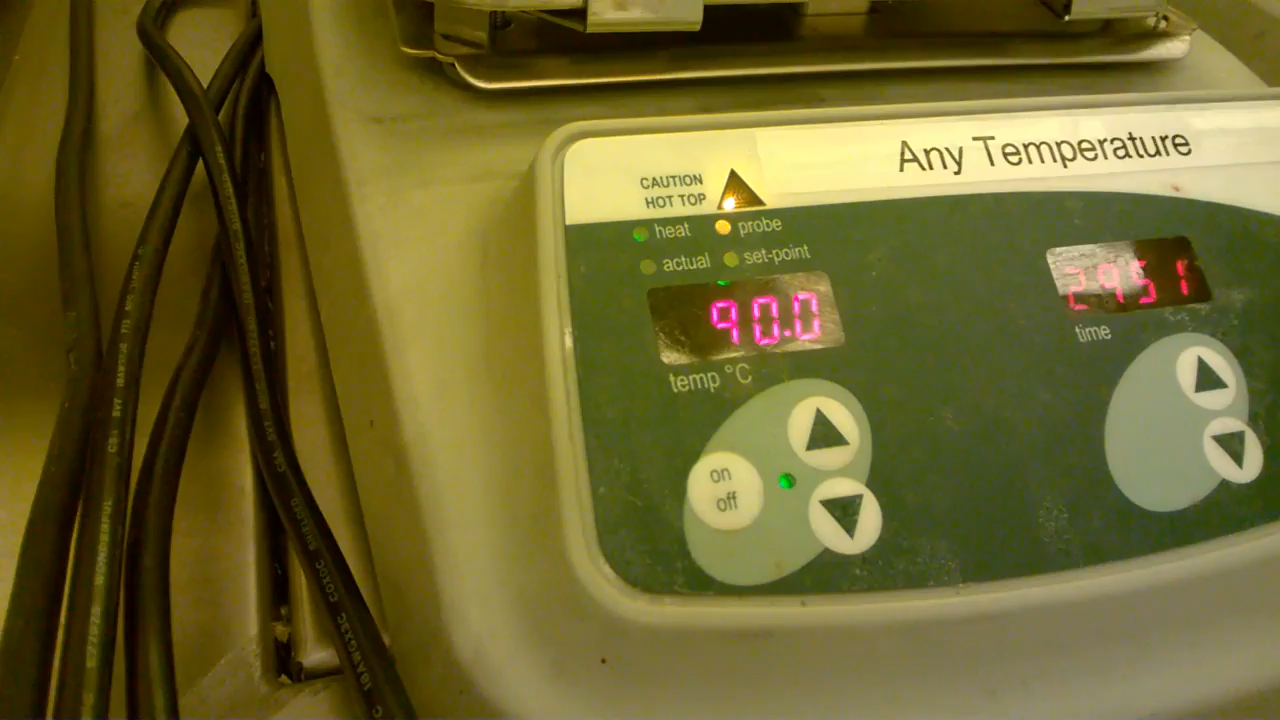 Any Temperature
CAUTION
HOT TOP
heat
probe
actual
set-point
90.0
2951
temp °C
time
on
off